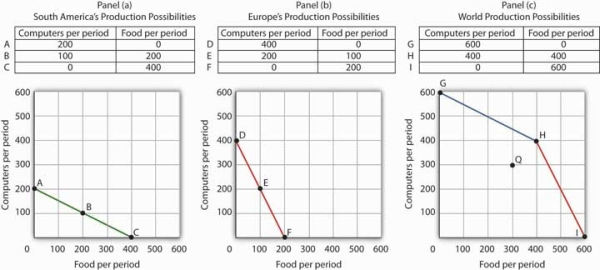 Panel (a)
South America's Production Possibilities
Computers per period Food per period
A 200 0
B 100 200
C 0 400
Panel (b)
Europe's Production Possibilities
Computers per period Food per period
D 400 0
E 200 100
F 0 200
Panel (c)
World Production Possibilities
Computers per period Food per period
G 600 0
H 400 400
I 0 600
Computers per period
600
500
400
300
200
100
A
B
C
0 100 200 300 400 500 600
Food per period
Computers per period
600
500
400
300
200
100
D
E
F
0 100 200 300 400 500 600
Food per period
Computers per period
600
500
400
300
200
100
G
H
Q
I
0 100 200 300 400 500 600
Food per period